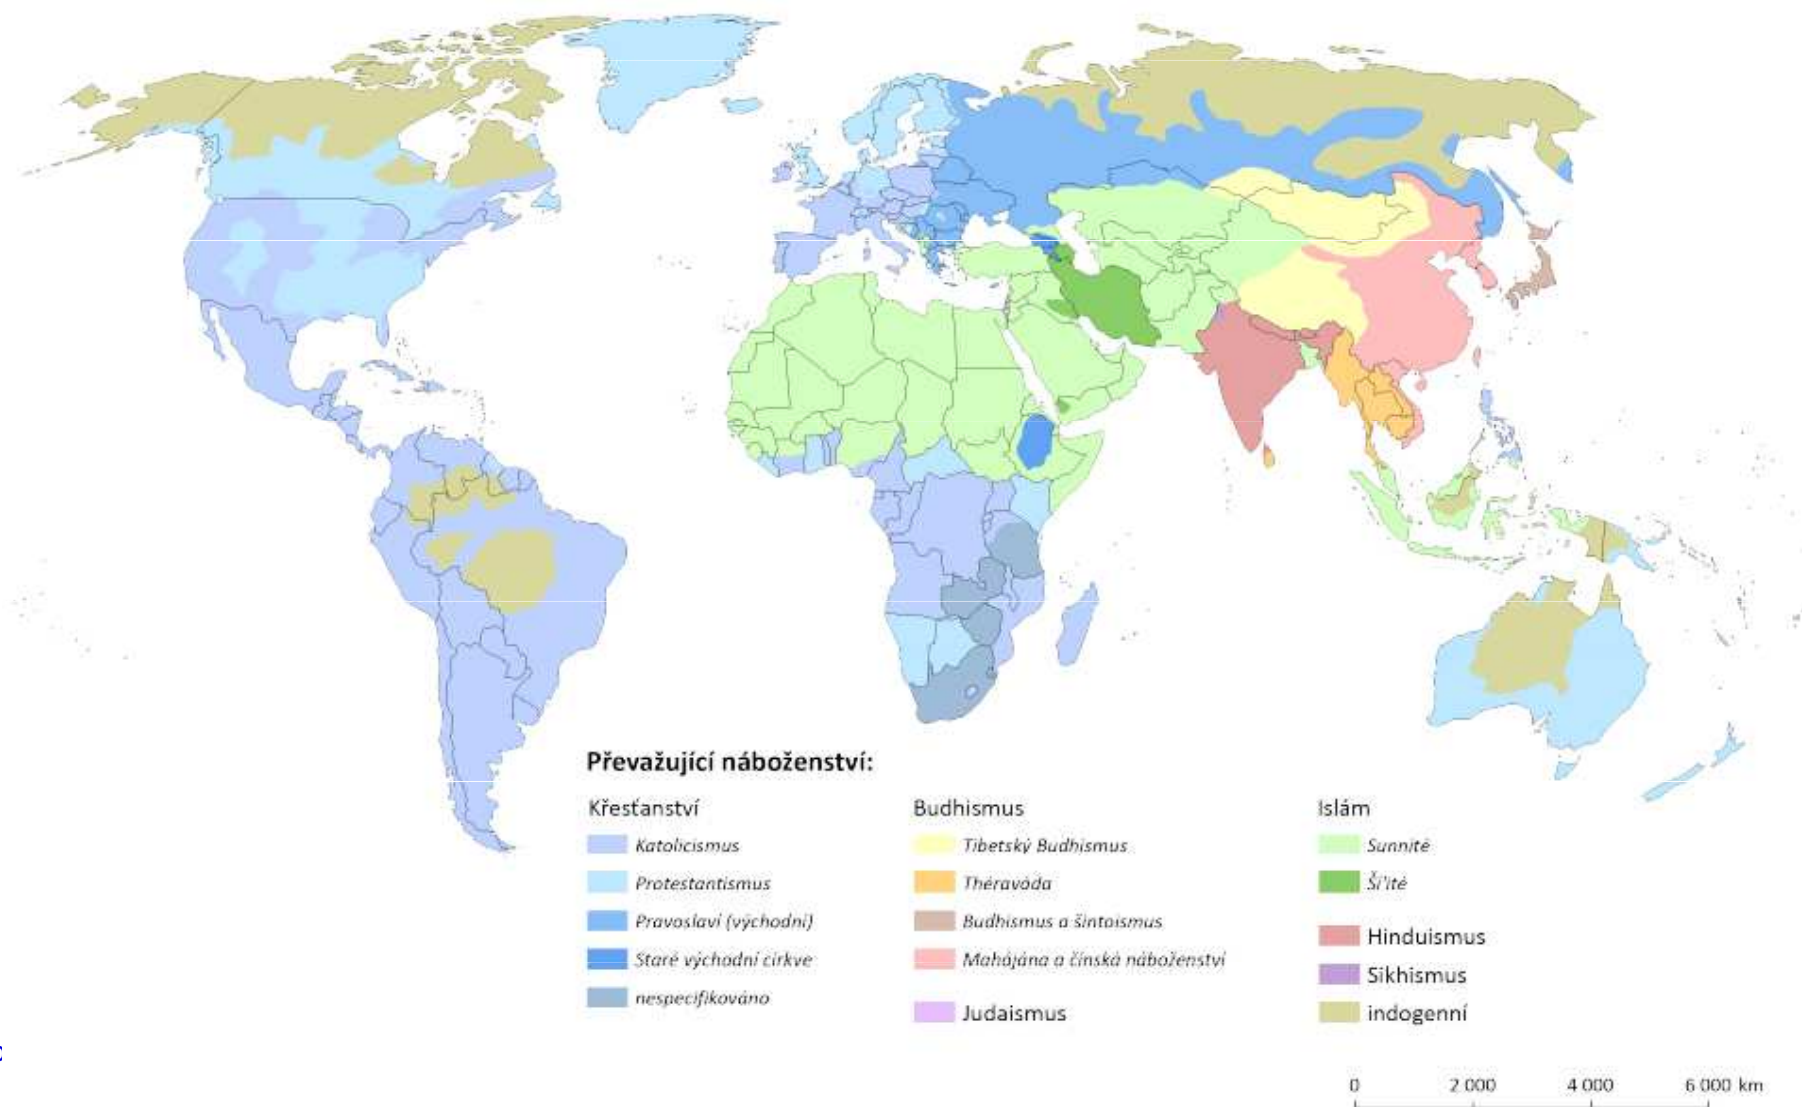 Převažující náboženství:
Křesťanství
Katolicismus
Protestantismus
Pravoslaví (východní)
Staré východní církve
nespecifikováno
Budhismus
Tibetský Budhismus
Théraváda
Budhismus a šintoismus
Mahájána a čínská náboženství
Judaismus
Islám
Sunnité
Ší'ité
Hinduismus
Sikhismus
indogenní
0 2 000 4 000 6 000 km